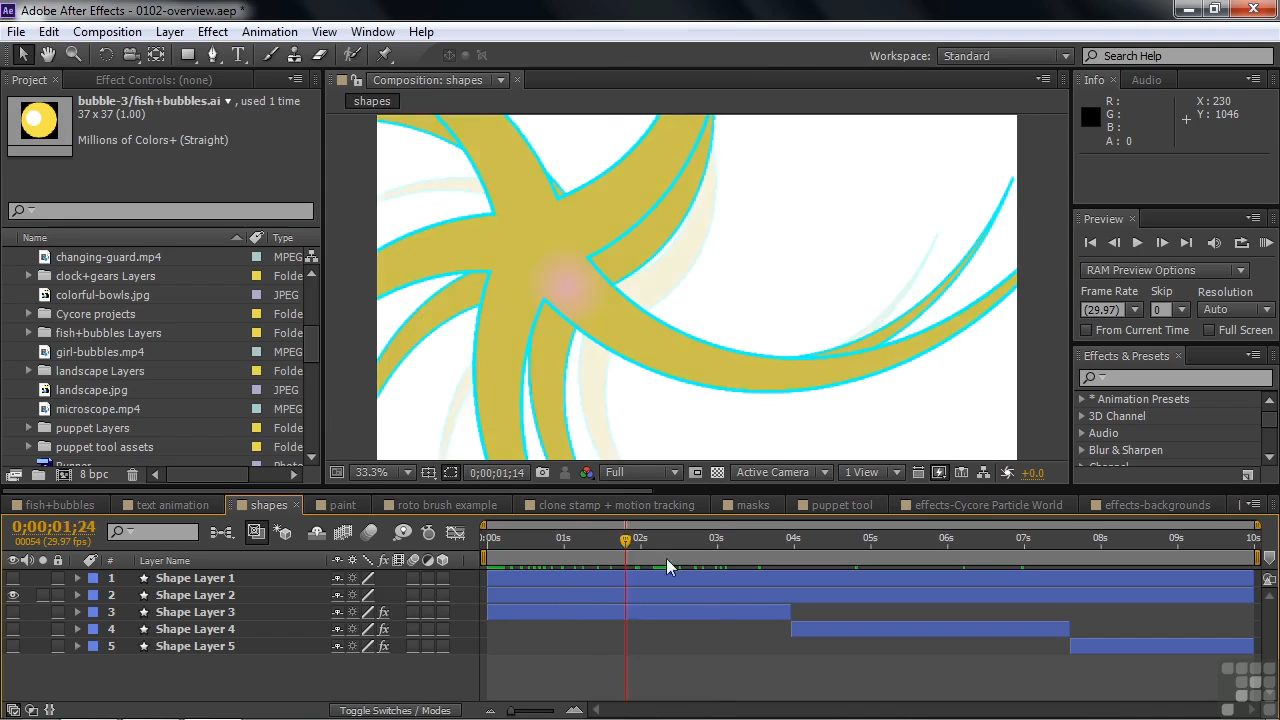 Ae Adobe After Effects - 0102-overview.aep *
File Edit Composition Layer Effect Animation View Window Help
Workspace: Standard Search Help
Project Effect Controls: (none) Composition: shapes Info Audio
bubble-3/fish+bubbles.ai , used 1 time
37 x 37 (1.00)
Millions of Colors+ (Straight)
shapes
R: X: 230
G: Y: 1046
B:
A: 0
Preview
RAM Preview Options
Frame Rate Skip Resolution
(29.97) 0 Auto
From Current Time Full Screen
Effects & Presets
* Animation Presets
3D Channel
Audio
Blur & Sharpen
Channel
Name Type
changing-guard.mp4 MPEG
clock+gears Layers Folde
colorful-bowls.jpg JPEG
Cycore projects Folde
fish+bubbles Layers Folde
girl-bubbles.mp4 MPEG
landscape Layers Folde
landscape.jpg JPEG
microscope.mp4 MPEG
puppet Layers Folde
puppet tool assets Folde
8 bpc
33.3% 0;00;01;14 Full Active Camera 1 View +0.0
fish+bubbles text animation shapes paint roto brush example clone stamp + motion tracking masks puppet tool effects-Cycore Particle World effects-backgrounds
0;00;01;24
00054 (29.97 fps)
:00s 01s 02s 03s 04s 05s 06s 07s 08s 09s 10s
# Layer Name fx
1 Shape Layer 1
2 Shape Layer 2
3 Shape Layer 3 fx
4 Shape Layer 4 fx
5 Shape Layer 5 fx
Toggle Switches / Modes